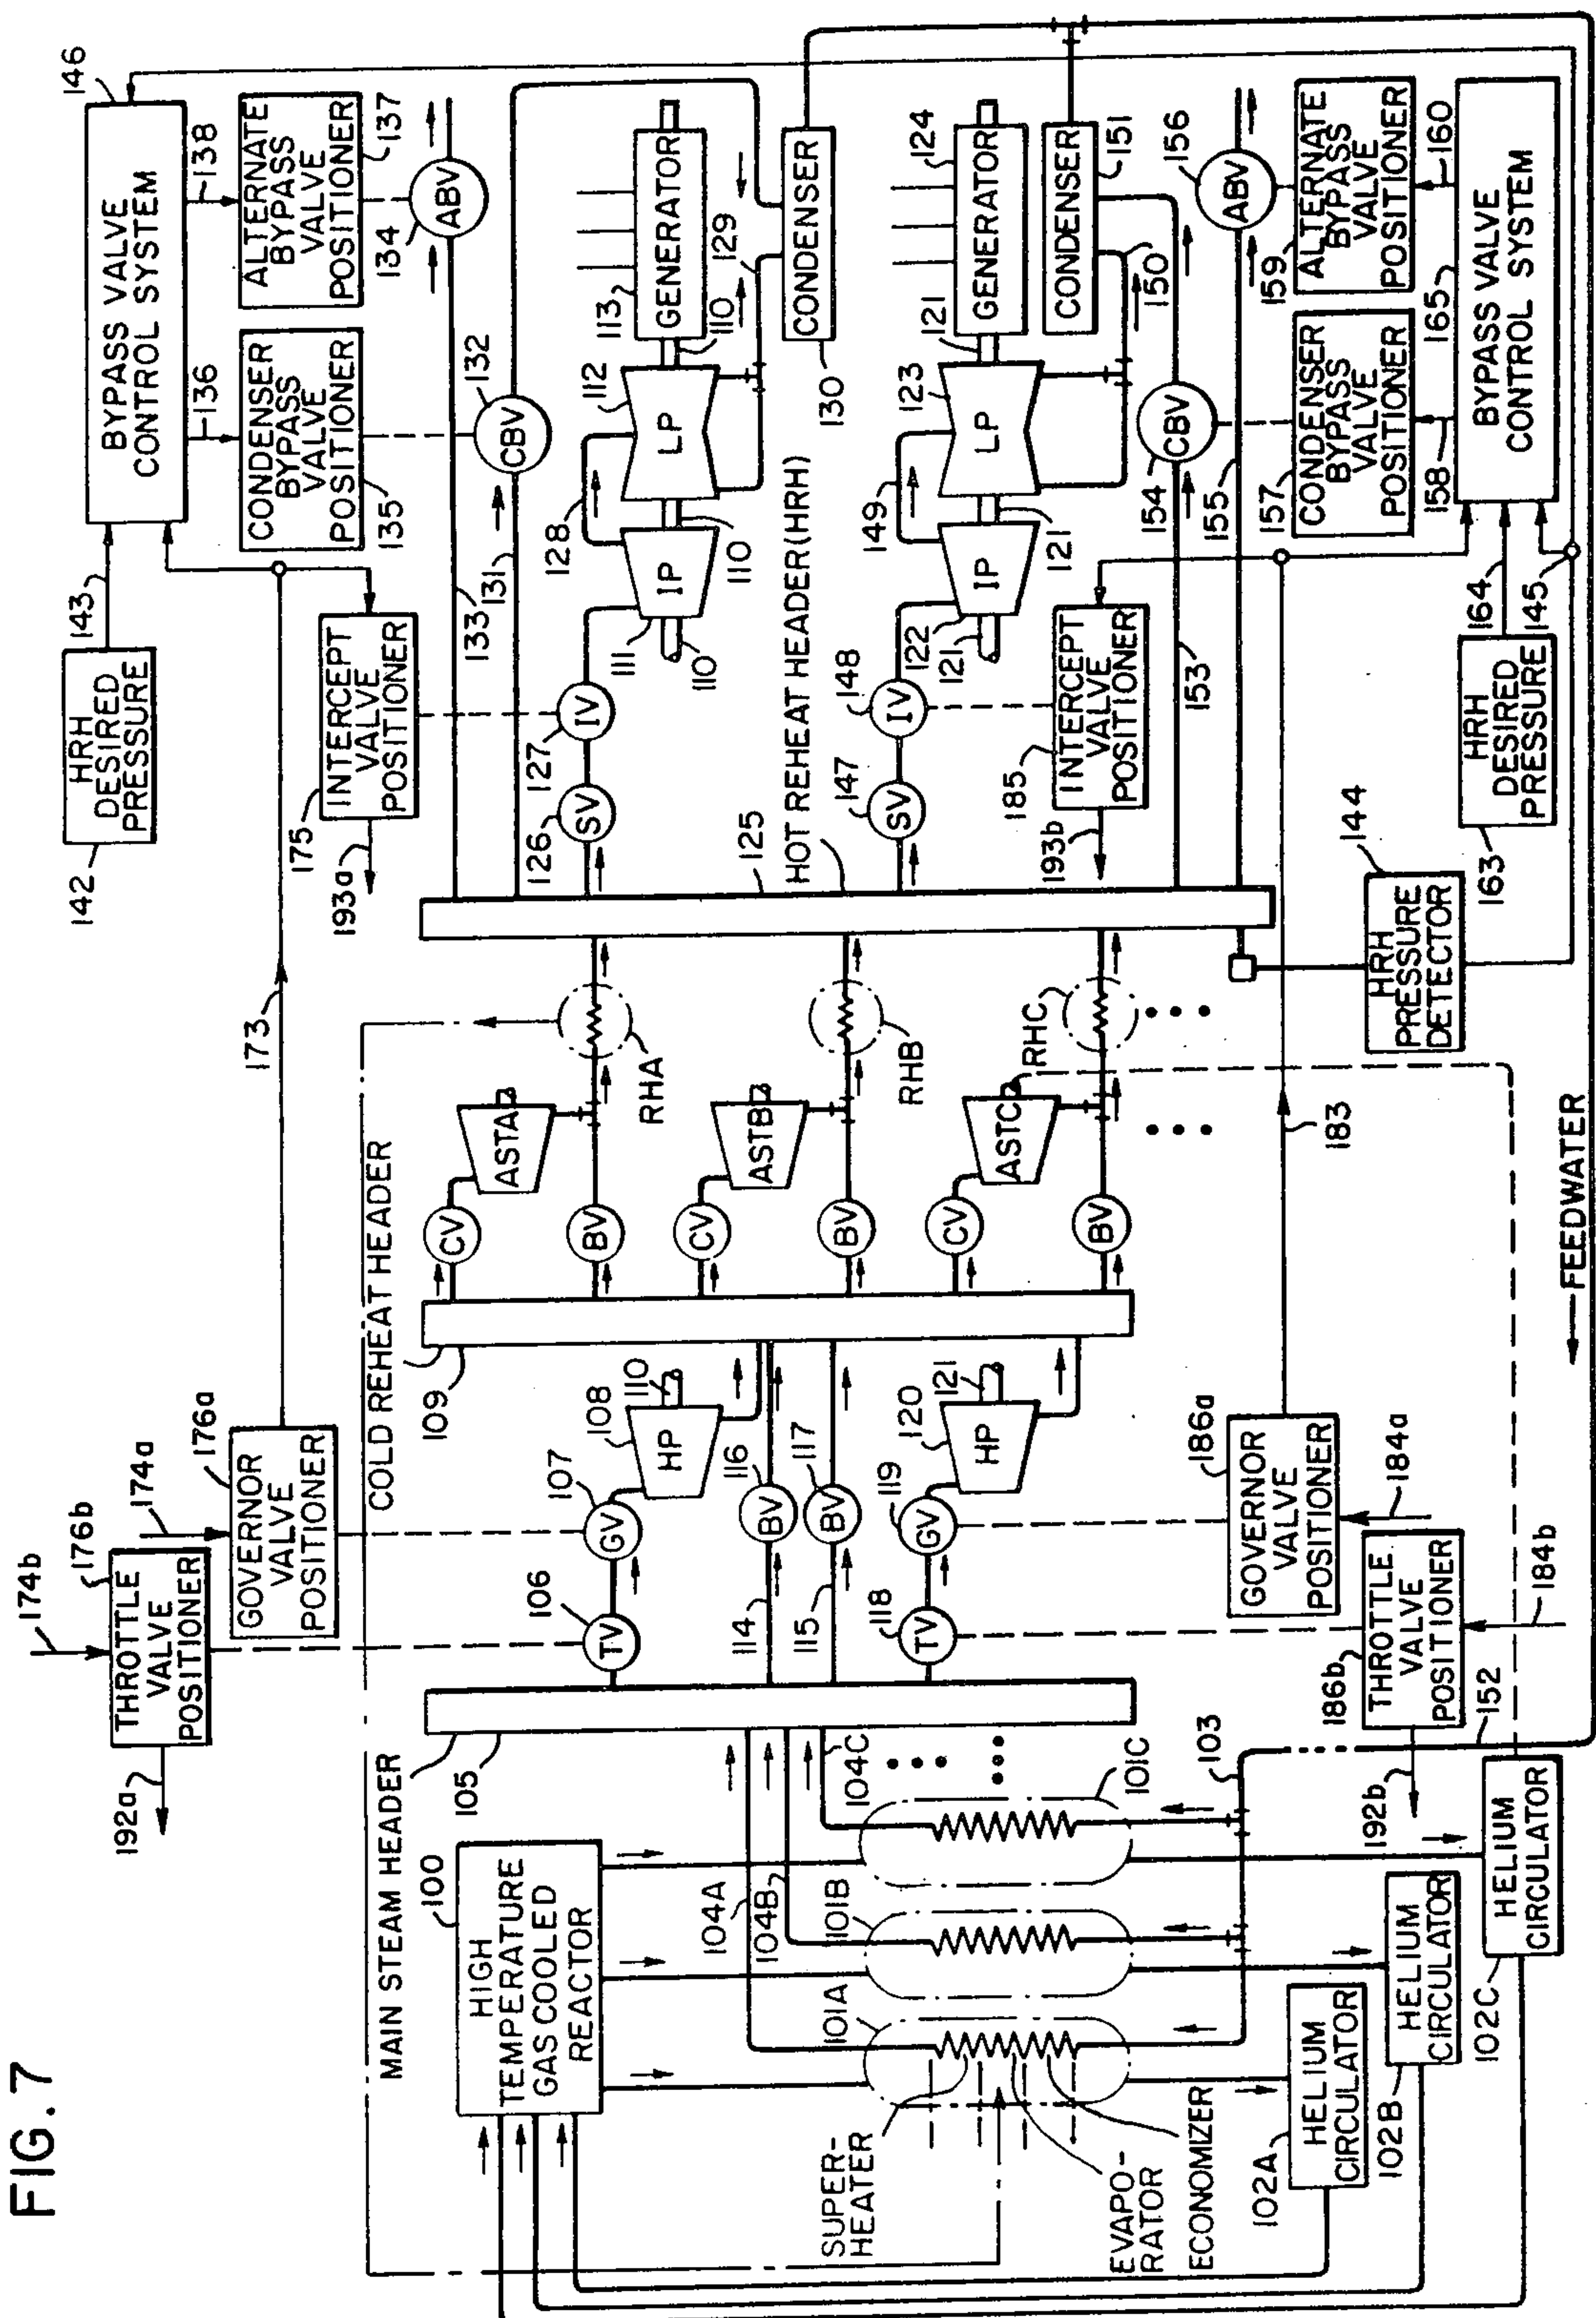 FIG. 7
174b
THROTTLE
VALVE
POSITIONER
176b
192a
174a
176a
GOVERNOR
VALVE
POSITIONER
173
HRH
DESIRED
PRESSURE
142
143
175
INTERCEPT
VALVE
POSITIONER
193a
BYPASS VALVE
CONTROL SYSTEM
146
136
138
CONDENSER
BYPASS
VALVE
POSITIONER
135
ALTERNATE
BYPASS
VALVE
POSITIONER
137
134
ABV
133
131
CBV
132
MAIN STEAM HEADER
105
COLD REHEAT HEADER
109
100
HIGH
TEMPERATURE
GAS COOLED
REACTOR
104A
104B
104C
101A
101B
101C
SUPER-
HEATER
EVAPO-
RATOR
ECONOMIZER
102A
HELIUM
CIRCULATOR
102B
HELIUM
CIRCULATOR
102C
HELIUM
CIRCULATOR
103
152
106
TV
107
GV
108
HP
110
114
116
BV
115
117
BV
118
TV
119
GV
120
HP
121
CV
ASTA
BV
RHA
CV
ASTB
BV
RHB
CV
ASTC
BV
RHC
125
HOT REHEAT HEADER (HRH)
126
SV
127
IV
111
IP
110
128
110
112
LP
110
113
GENERATOR
129
130
CONDENSER
147
SV
148
IV
122
IP
121
149
121
123
LP
121
124
GENERATOR
150
CONDENSER
151
185
INTERCEPT
VALVE
POSITIONER
193b
153
154
CBV
155
156
ABV
157
CONDENSER
BYPASS
VALVE
POSITIONER
158
159
ALTERNATE
BYPASS
VALVE
POSITIONER
160
165
BYPASS VALVE
CONTROL SYSTEM
164
145
163
HRH
DESIRED
PRESSURE
144
HRH
PRESSURE
DETECTOR
183
186a
GOVERNOR
VALVE
POSITIONER
184a
186b
THROTTLE
VALVE
POSITIONER
184b
192b
FEEDWATER